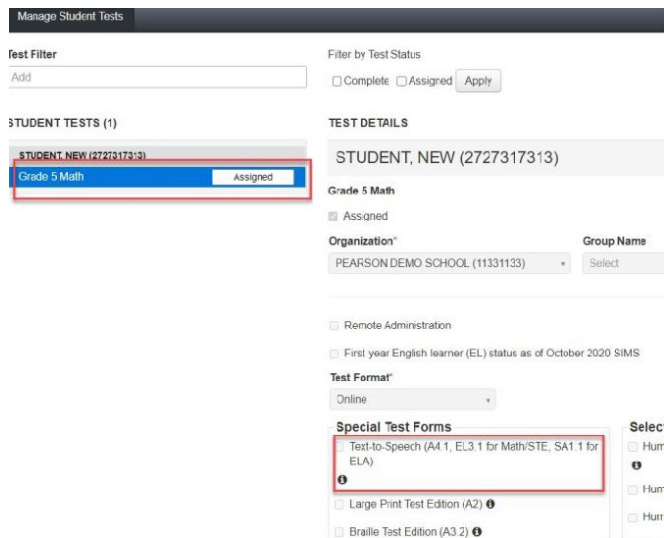 Manage Student Tests
Test Filter
Add
Filter by Test Status
Complete Assigned Apply
STUDENT TESTS (1)
STUDENT, NEW (2727317313)
Grade 5 Math Assigned
TEST DETAILS
STUDENT, NEW (2727317313)
Grade 5 Math
Assigned
Organization*
PEARSON DEMO SCHOOL (11331133)
Group Name
Select
Remote Administration
First year English learner (EL) status as of October 2020 SIMS
Test Format*
Online
Special Test Forms
Text-to-Speech (A4.1, EL3.1 for Math/STE, SA1.1 for
ELA)
Large Print Test Edition (A2)
Braille Test Edition (A3.2)
Selec
Hum
Hum
Hum